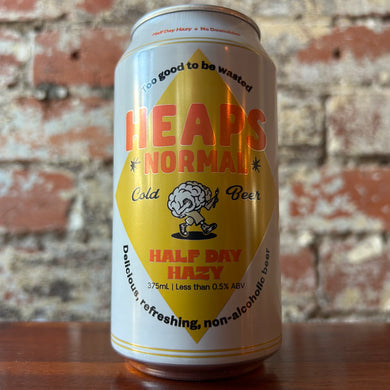 Half Day Hazy • No Downsides
Too good to be wasted
HEAPS
NORMAL
Cold Beer
HALF DAY
HAZY
375mL | Less than 0.5% ABV
Delicious, refreshing, non-alcoholic beer